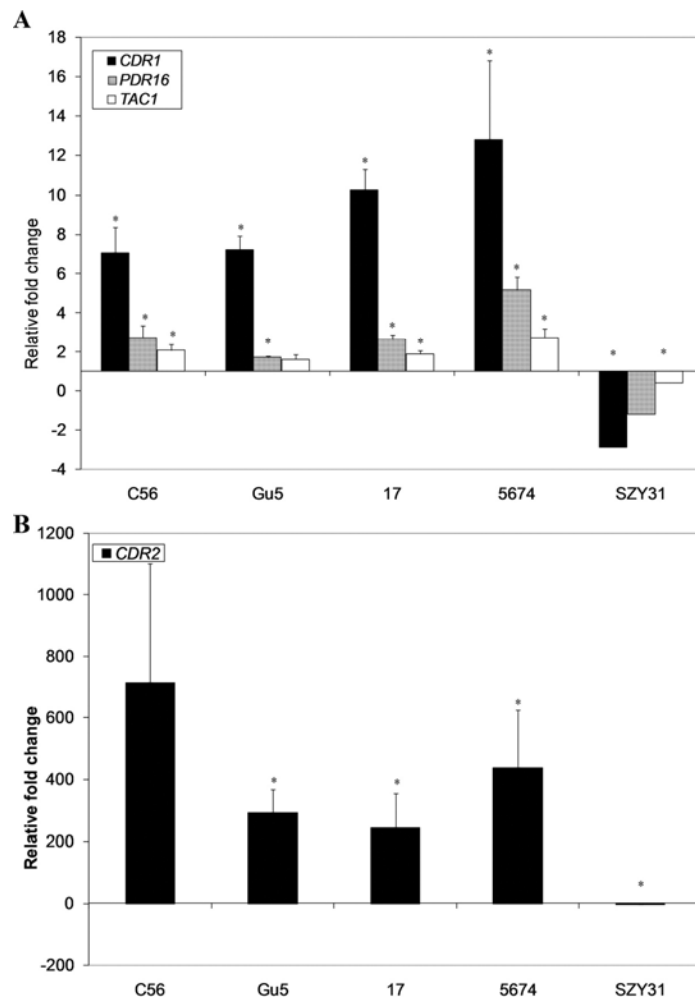 A
18
16
14
12
10
8
6
4
2
0
-2
-4
Relative fold change
CDR1
PDR16
TAC1
* * * * * * * * * * * * *
C56 Gu5 17 5674 SZY31
B
1200
1000
800
600
400
200
0
-200
Relative fold change
CDR2
* * * *
C56 Gu5 17 5674 SZY31